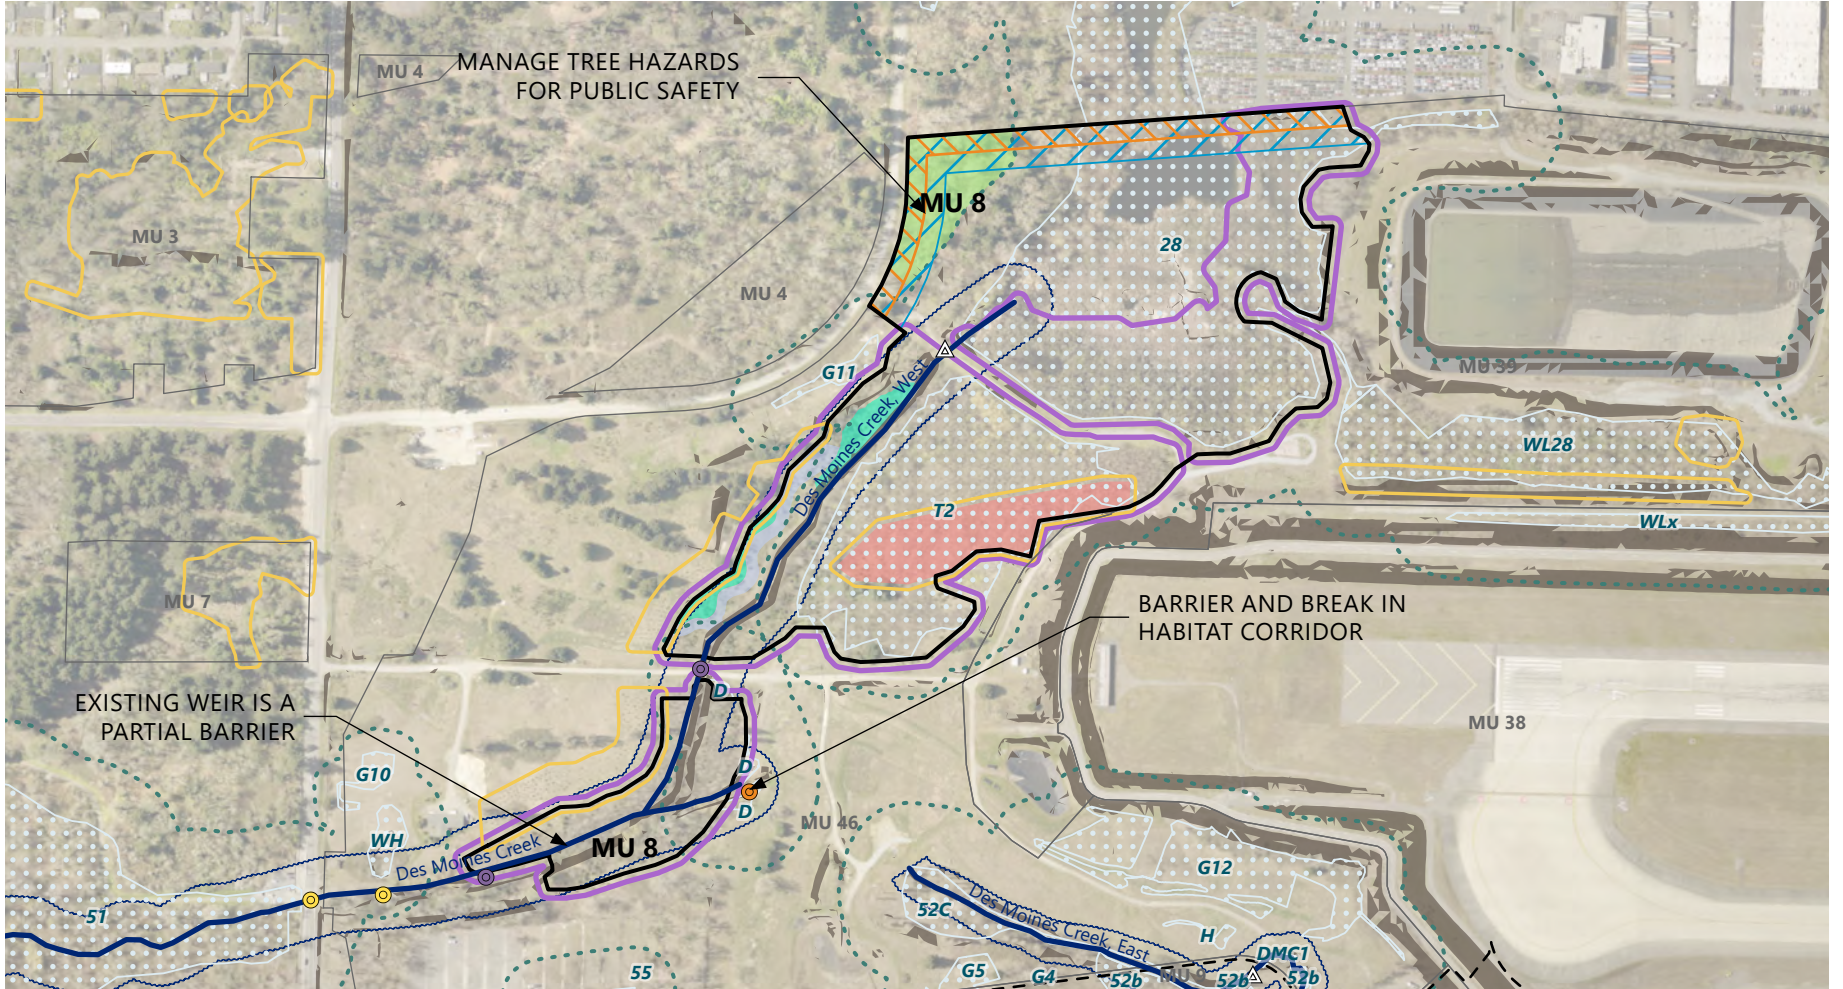 MU 4
MANAGE TREE HAZARDS
FOR PUBLIC SAFETY
MU 8
MU 3
28
MU 4
G11
MU 39
Des Moines Creek, West
WL28
T2
WLx
MU 7
BARRIER AND BREAK IN
HABITAT CORRIDOR
EXISTING WEIR IS A
PARTIAL BARRIER
D
MU 38
G10
D
D
MU 46
WH
MU 8
Des Moines Creek
G12
51
52C
Des Moines Creek, East
H
DMC1
55
G5
G4
52b
MU 9
52b
52b